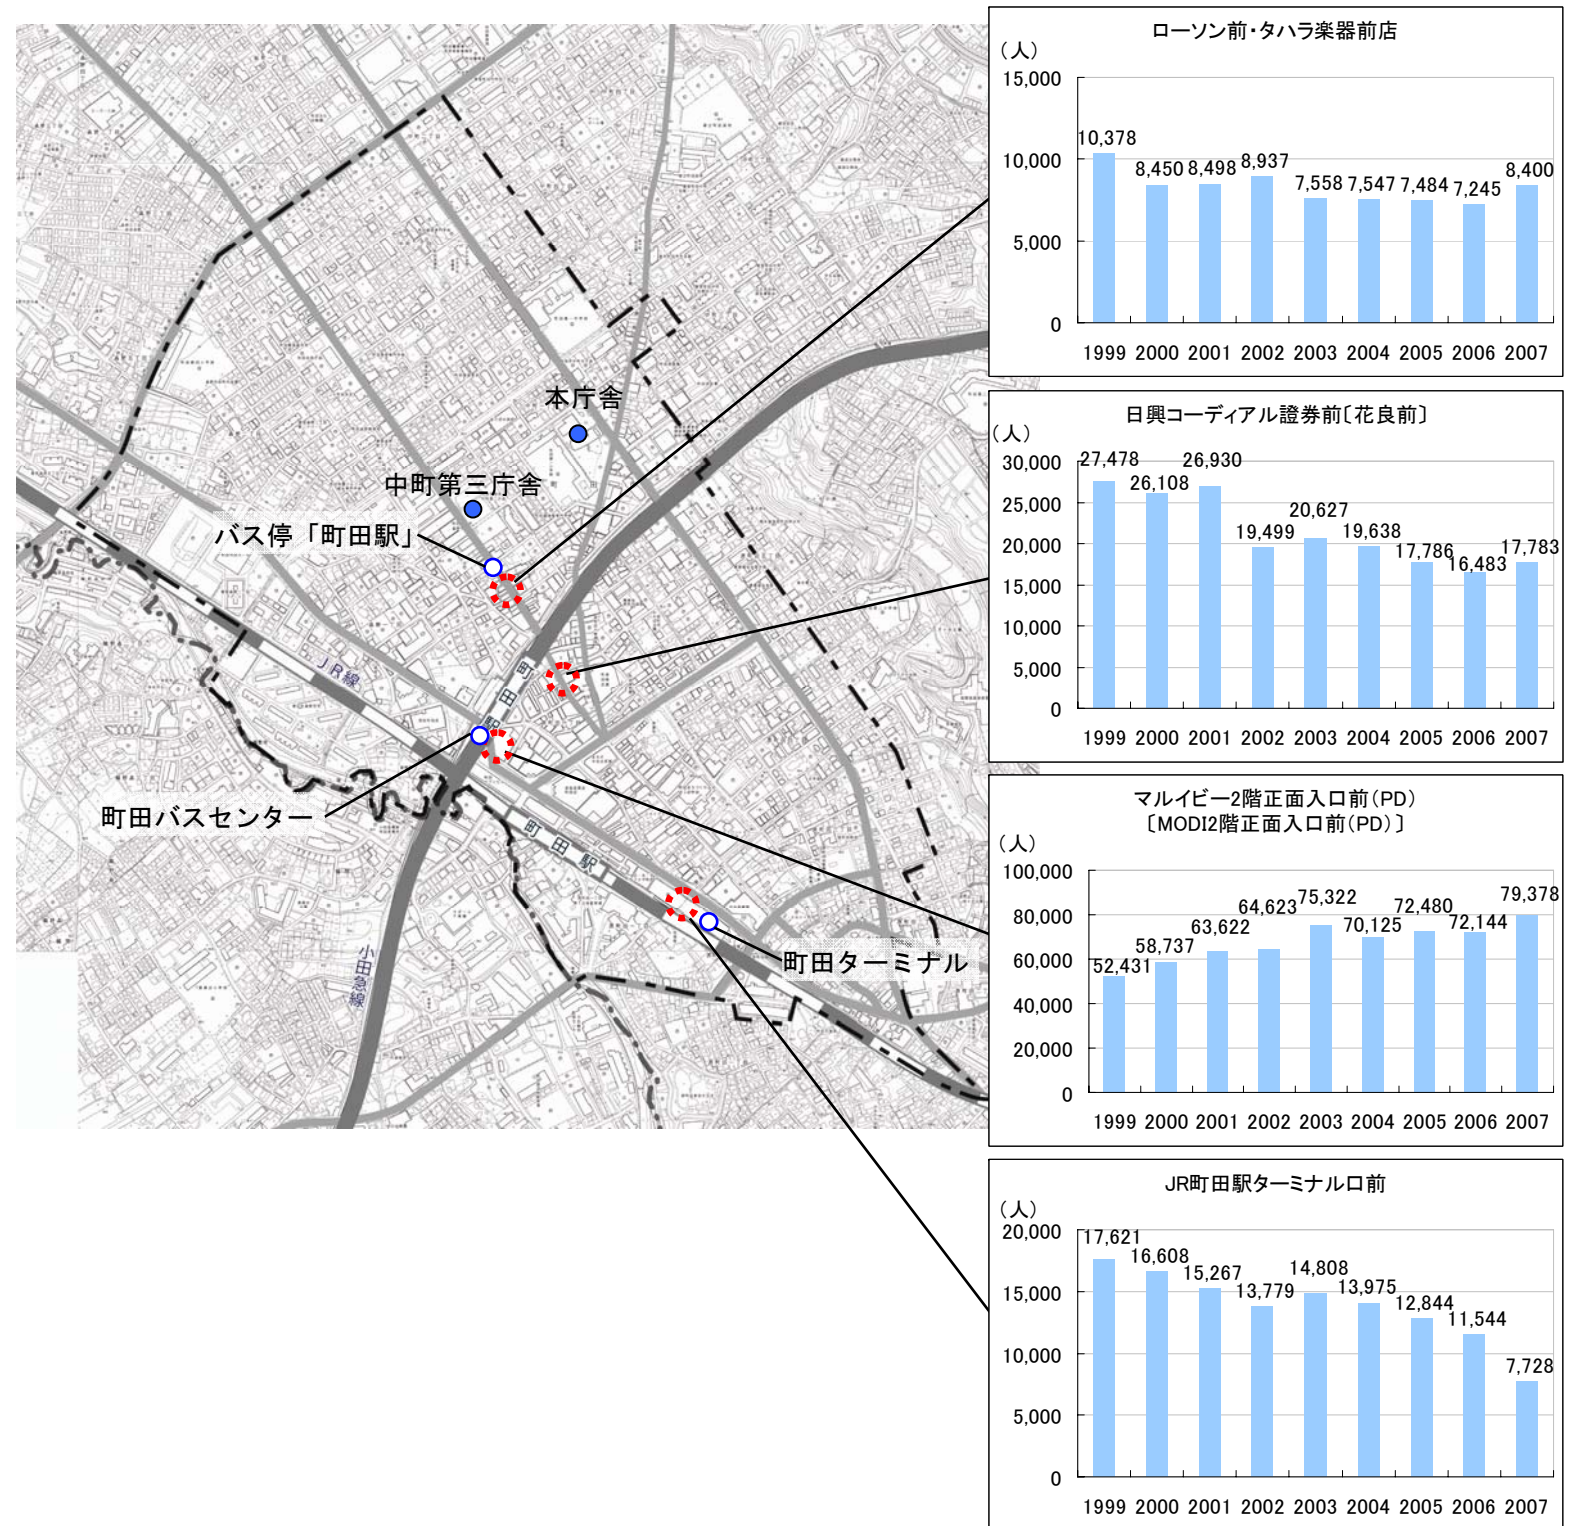 本庁舎
中町第三庁舎
バス停「町田駅」
JR線
町田駅
町田バスセンター
町田駅
町田ターミナル
小田急線
ローソン前・タハラ楽器前店
（人）
15,000
10,000
5,000
0
10,378
8,450
8,498
8,937
7,558
7,547
7,484
7,245
8,400
1999 2000 2001 2002 2003 2004 2005 2006 2007
日興コーディアル證券前〔花良前〕
（人）
30,000
25,000
20,000
15,000
10,000
5,000
0
27,478
26,108
26,930
19,499
20,627
19,638
17,786
16,483
17,783
1999 2000 2001 2002 2003 2004 2005 2006 2007
マルイビー2階正面入口前（PD）
〔MODI2階正面入口前（PD）〕
（人）
100,000
80,000
60,000
40,000
20,000
0
52,431
58,737
63,622
64,623
75,322
70,125
72,480
72,144
79,378
1999 2000 2001 2002 2003 2004 2005 2006 2007
JR町田駅ターミナル口前
（人）
20,000
15,000
10,000
5,000
0
17,621
16,608
15,267
13,779
14,808
13,975
12,844
11,544
7,728
1999 2000 2001 2002 2003 2004 2005 2006 2007